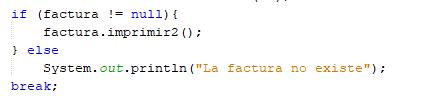 if (factura != null){
    factura.imprimir2();
} else
    System.out.println("La factura no existe");
break;